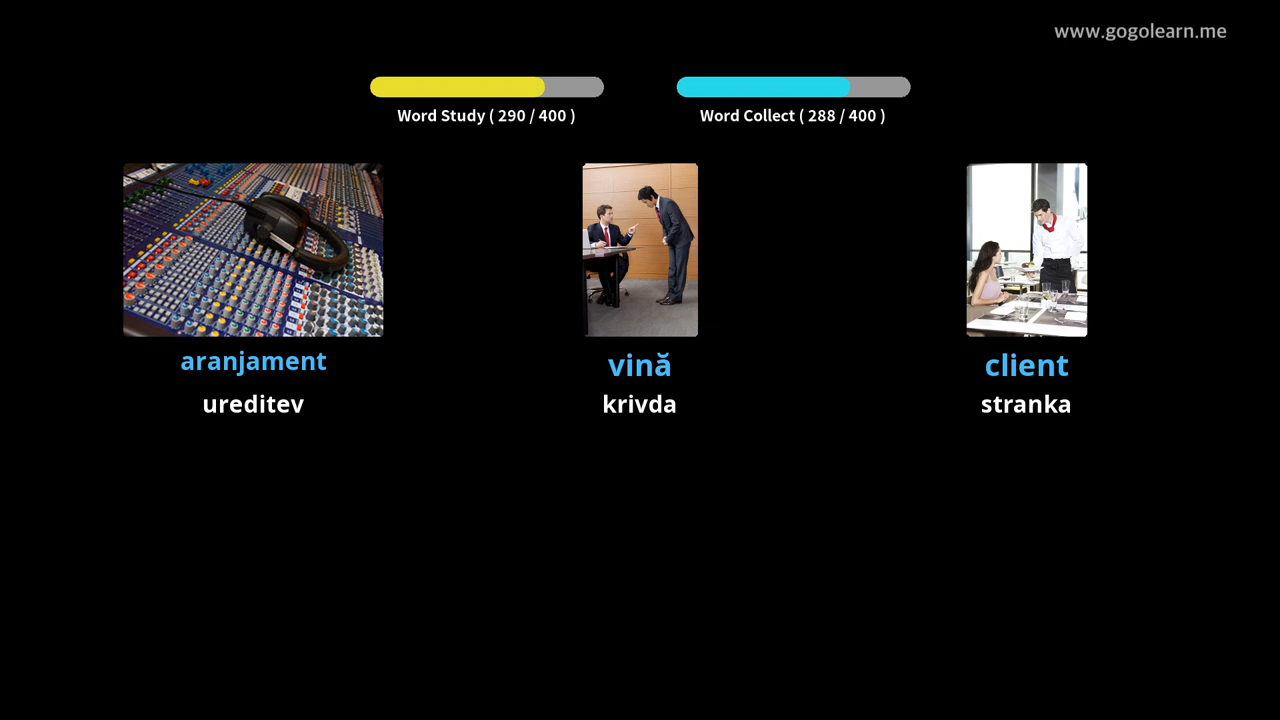 www.gogolearn.me
Word Study ( 290 / 400 )
Word Collect ( 288 / 400 )
aranjament
vină
client
ureditev
krivda
stranka